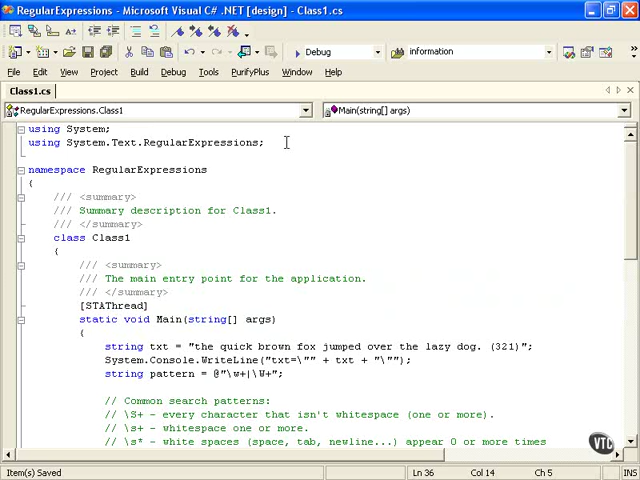 RegularExpressions - Microsoft Visual C# .NET [design] - Class1.cs
Debug
information
File Edit View Project Build Debug Tools PurifyPlus Window Help
Class1.cs
RegularExpressions.Class1
Main(string[] args)
using System;
using System.Text.RegularExpressions;
namespace RegularExpressions
{
/// <summary>
/// Summary description for Class1.
/// </summary>
class Class1
{
/// <summary>
/// The main entry point for the application.
/// </summary>
[STAThread]
static void Main(string[] args)
{
string txt = "the quick brown fox jumped over the lazy dog. (321)";
System.Console.WriteLine("txt=\"" + txt + "\"");
string pattern = @"\w+|\W+";
// Common search patterns:
// \S+ - every character that isn't whitespace (one or more).
// \s+ - whitespace one or more.
// \s* - white spaces (space, tab, newline...) appear 0 or more times
VTC
Item(s) Saved
Ln 36
Col 14
Ch 5
INS